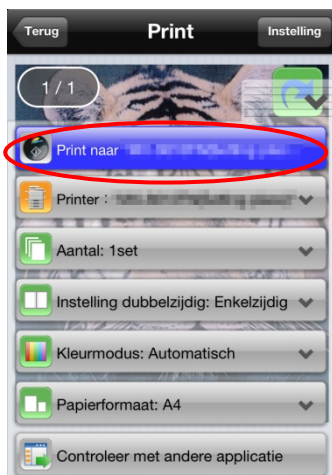 Terug
Print
Instelling
1 / 1
Print naar
Printer :
Aantal: 1set
Instelling dubbelzijdig: Enkelzijdig
Kleurmodus: Automatisch
Papierformaat: A4
Controleer met andere applicatie